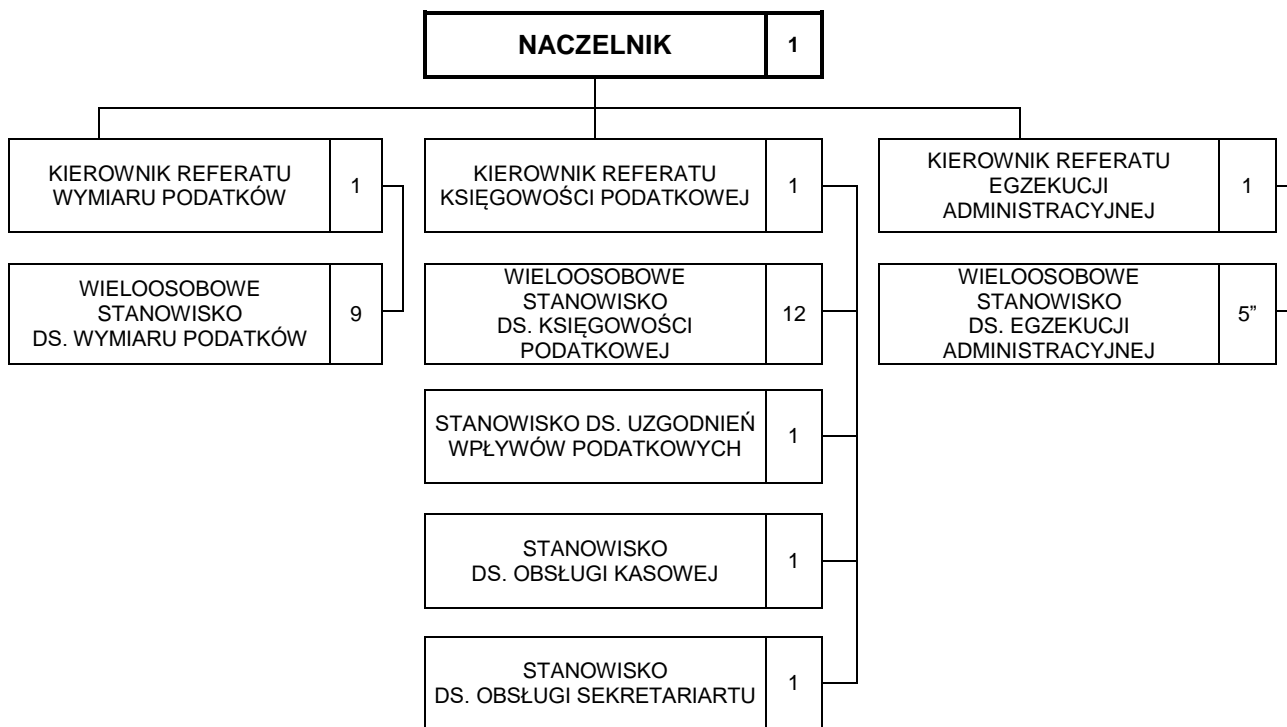 NACZELNIK 1
KIEROWNIK REFERATU
WYMIARU PODATKÓW
1
KIEROWNIK REFERATU
KSIĘGOWOŚCI PODATKOWEJ
1
KIEROWNIK REFERATU
EGZEKUCJI
ADMINISTRACYJNEJ
1
WIELOOSOBOWE
STANOWISKO
DS. WYMIARU PODATKÓW
9
WIELOOSOBOWE
STANOWISKO
DS. KSIĘGOWOŚCI
PODATKOWEJ
12
WIELOOSOBOWE
STANOWISKO
DS. EGZEKUCJI
ADMINISTRACYJNEJ
5”
STANOWISKO DS. UZGODNIEŃ
WPŁYWÓW PODATKOWYCH
1
STANOWISKO
DS. OBSŁUGI KASOWEJ
1
STANOWISKO
DS. OBSŁUGI SEKRETARIARTU
1